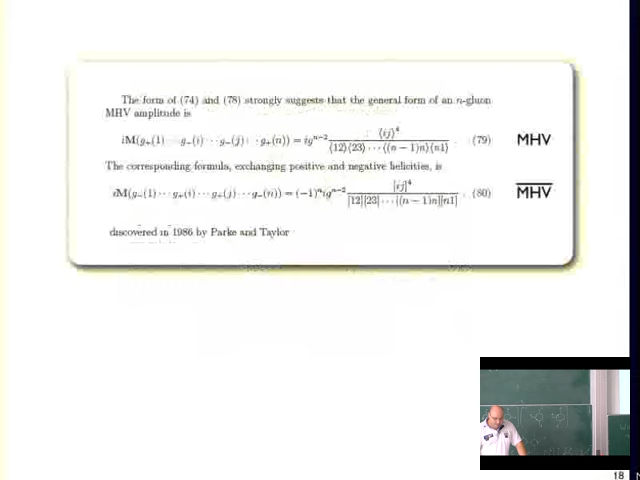 The form of (74) and (78) strongly suggests that the general form of an n-gluon
MHV amplitude is
iM(g₊(1) ··· g₋(i) ··· g₋(j) ··· g₊(n)) = ig^{n−2} ⟨ij⟩⁴ / ⟨12⟩⟨23⟩ ··· ⟨(n−1)n⟩⟨n1⟩ . (79) MHV
The corresponding formula, exchanging positive and negative helicities, is
iM(g₋(1) ··· g₊(i) ··· g₊(j) ··· g₋(n)) = (−1)ⁿig^{n−2} [ij]⁴ / [12][23] ··· [(n−1)n][n1] . (80) M̅H̅V̅
discovered in 1986 by Parke and Taylor
18